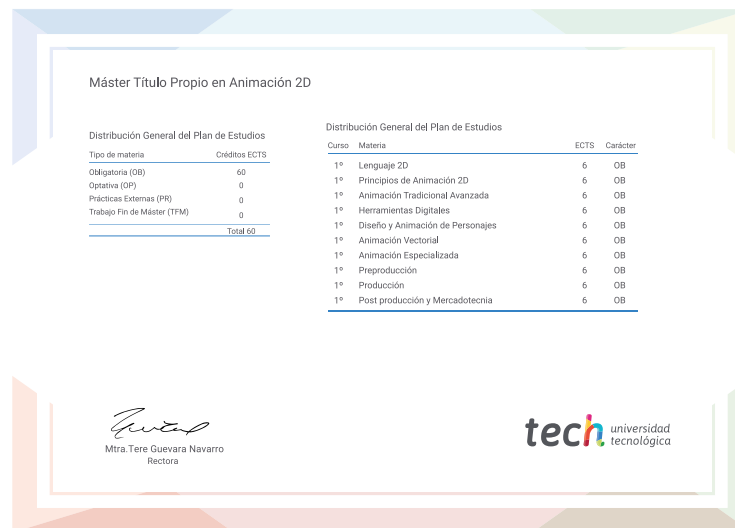 Máster Título Propio en Animación 2D
Distribución General del Plan de Estudios
Tipo de materia Créditos ECTS
Obligatoria (OB) 60
Optativa (OP) 0
Prácticas Externas (PR) 0
Trabajo Fin de Máster (TFM) 0
Total 60
Distribución General del Plan de Estudios
Curso Materia ECTS Carácter
1º Lenguaje 2D 6 OB
1º Principios de Animación 2D 6 OB
1º Animación Tradicional Avanzada 6 OB
1º Herramientas Digitales 6 OB
1º Diseño y Animación de Personajes 6 OB
1º Animación Vectorial 6 OB
1º Animación Especializada 6 OB
1º Preproducción 6 OB
1º Producción 6 OB
1º Post producción y Mercadotecnia 6 OB
Mtra.Tere Guevara Navarro
Rectora
tech universidad
tecnológica